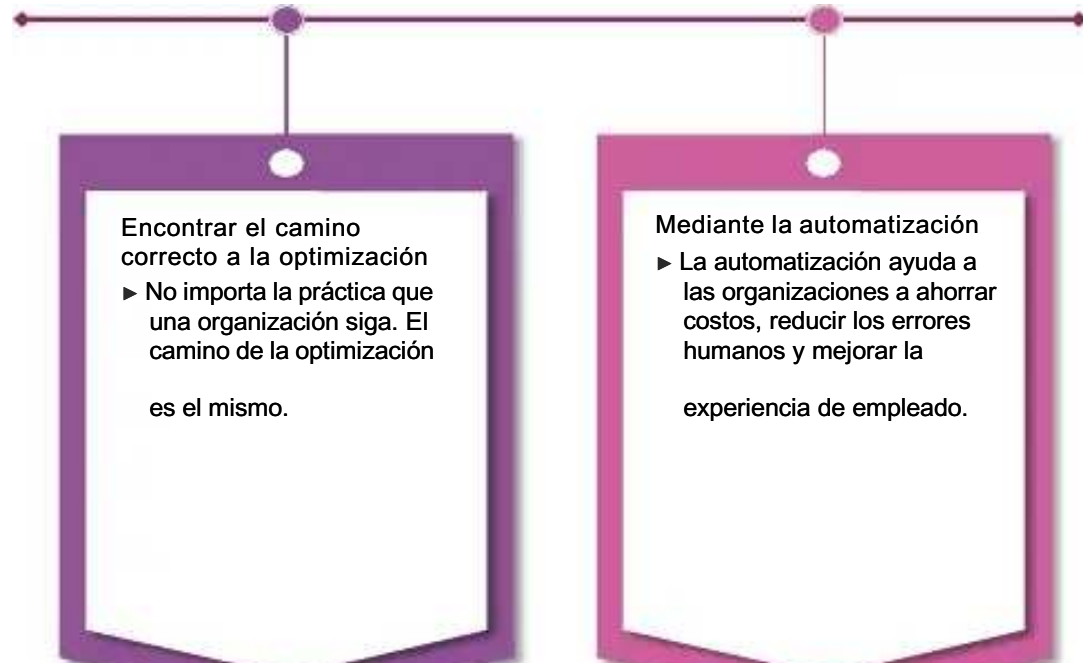 Encontrar el camino
correcto a la optimización
► No importa la práctica que
una organización siga. El
camino de la optimización
es el mismo.
Mediante la automatización
► La automatización ayuda a
las organizaciones a ahorrar
costos, reducir los errores
humanos y mejorar la
experiencia de empleado.